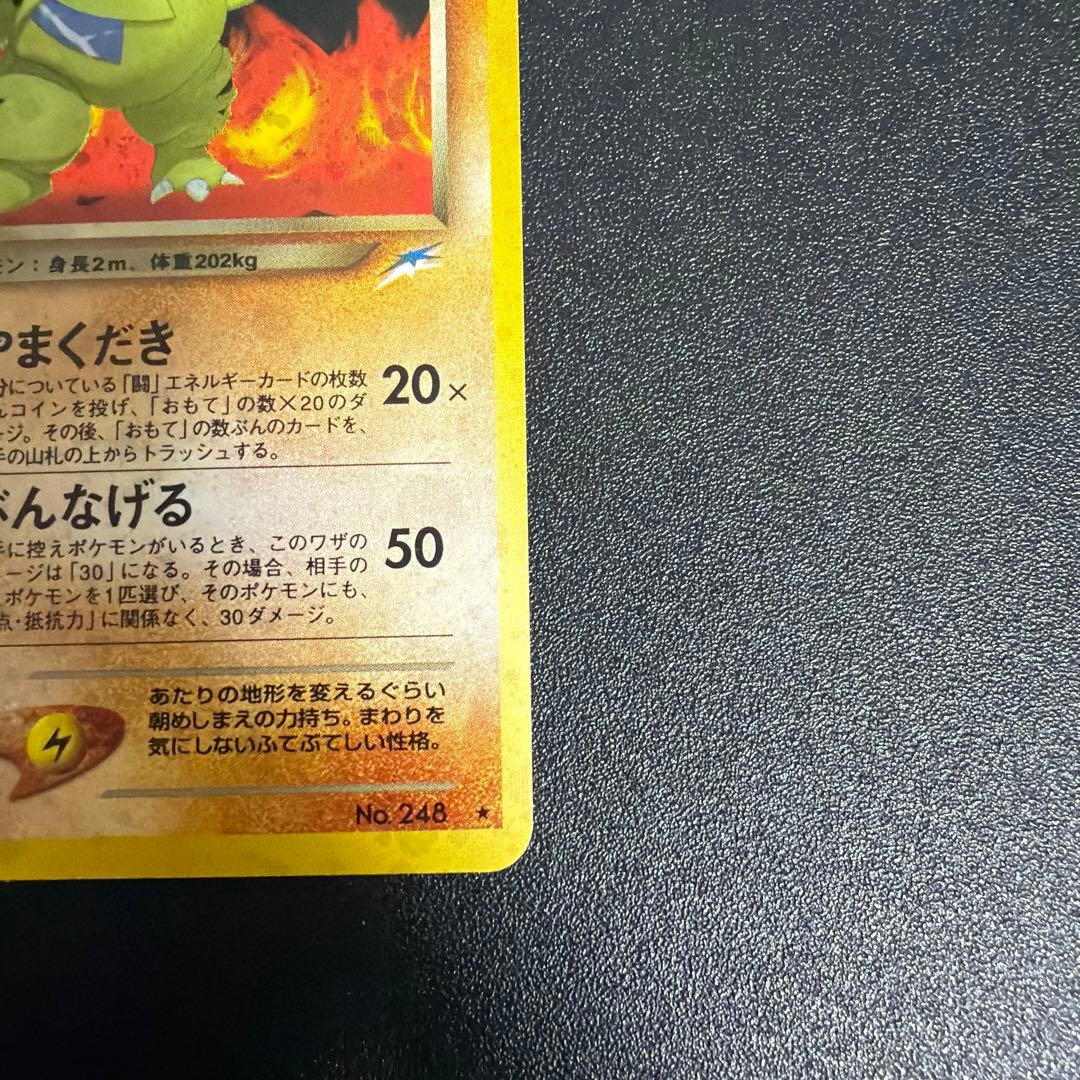 モン：身長2m、体重202kg
やまくだき
分についている「闘」エネルギーカードの枚数
んコインを投げ、「おもて」の数×20のダ
ージ。その後、「おもて」の数ぶんのカードを、
手の山札の上からトラッシュする。
20×
ぶんなげる
手に控えポケモンがいるとき、このワザの
ージは「30」になる。その場合、相手の
ポケモンを1匹選び、そのポケモンにも、
点・抵抗力」に関係なく、30ダメージ。
50
あたりの地形を変えるぐらい
朝めしまえの力持ち。まわりを
気にしないふてぶてしい性格。
No. 248 ★